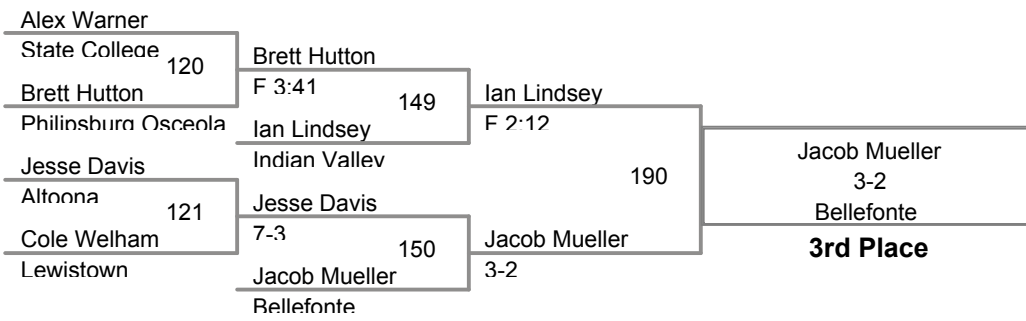 Alex Warner
State College
120
Brett Hutton
Philipsburg Osceola
Brett Hutton
F 3:41
149
Ian Lindsey
Indian Valley
Jesse Davis
Altoona
121
Cole Welham
Lewistown
Jesse Davis
7-3
150
Jacob Mueller
Bellefonte
Ian Lindsey
F 2:12
190
Jacob Mueller
3-2
Jacob Mueller
3-2
Bellefonte
3rd Place